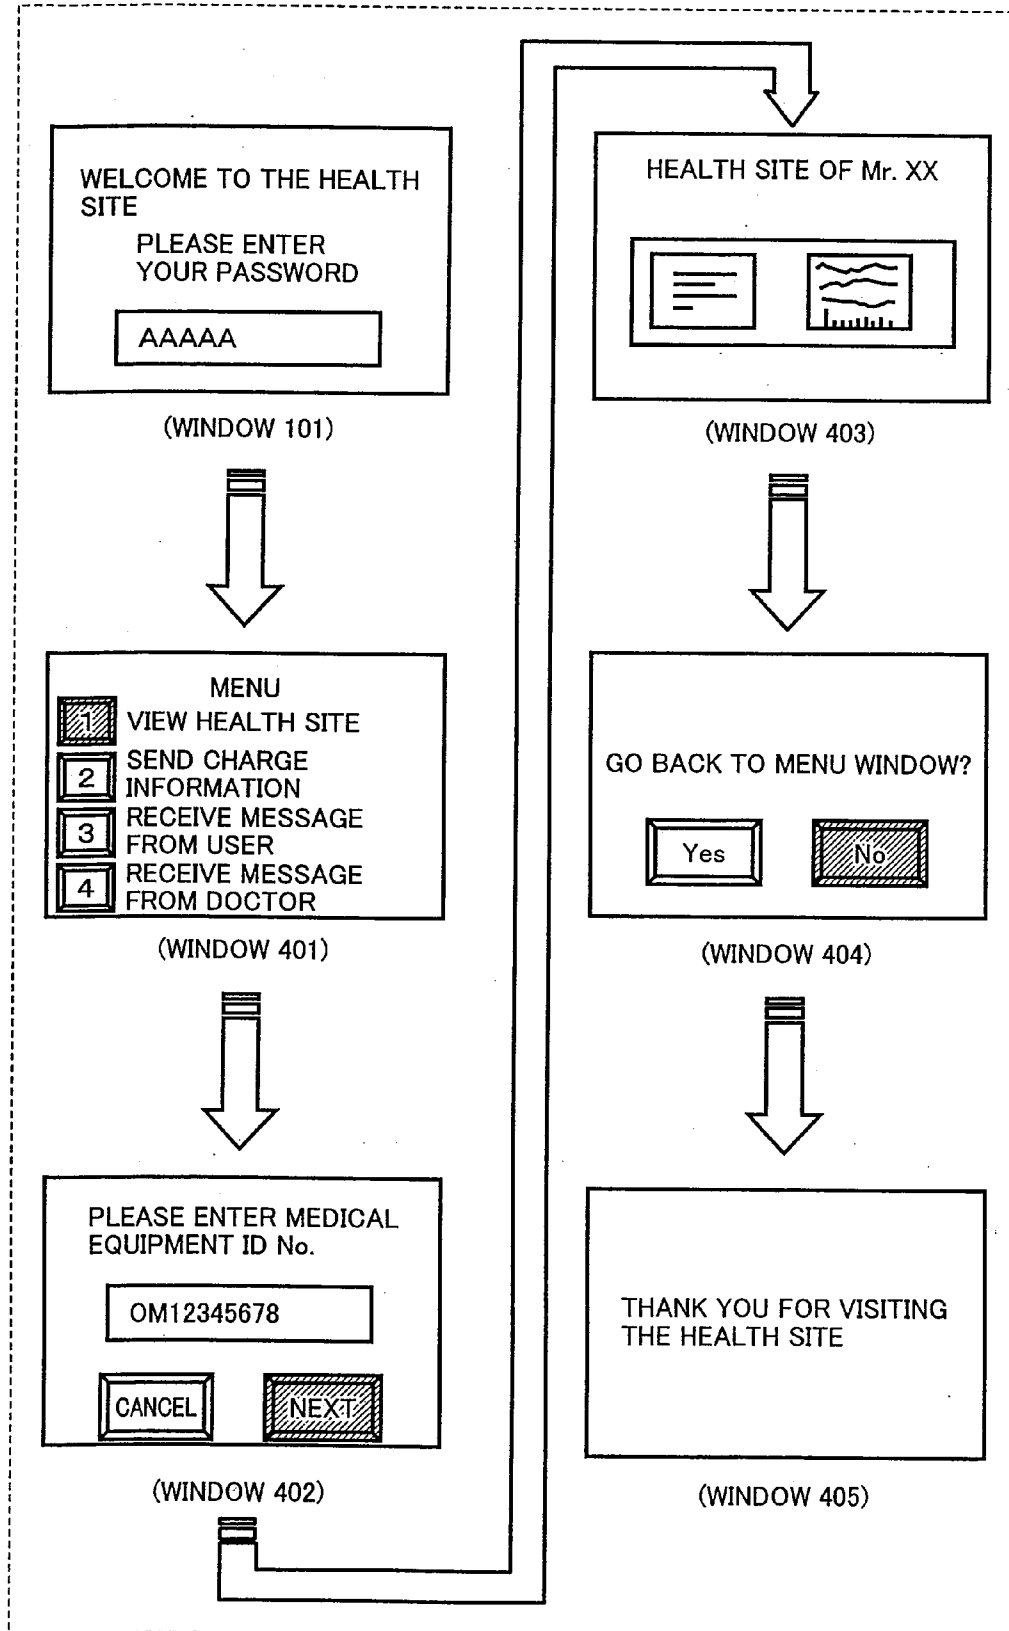 WELCOME TO THE HEALTH
SITE
PLEASE ENTER
YOUR PASSWORD
AAAAA
(WINDOW 101)
MENU
1 VIEW HEALTH SITE
2 SEND CHARGE
INFORMATION
3 RECEIVE MESSAGE
FROM USER
4 RECEIVE MESSAGE
FROM DOCTOR
(WINDOW 401)
PLEASE ENTER MEDICAL
EQUIPMENT ID No.
OM12345678
CANCEL NEXT
(WINDOW 402)
HEALTH SITE OF Mr. XX
(WINDOW 403)
GO BACK TO MENU WINDOW?
Yes No
(WINDOW 404)
THANK YOU FOR VISITING
THE HEALTH SITE
(WINDOW 405)